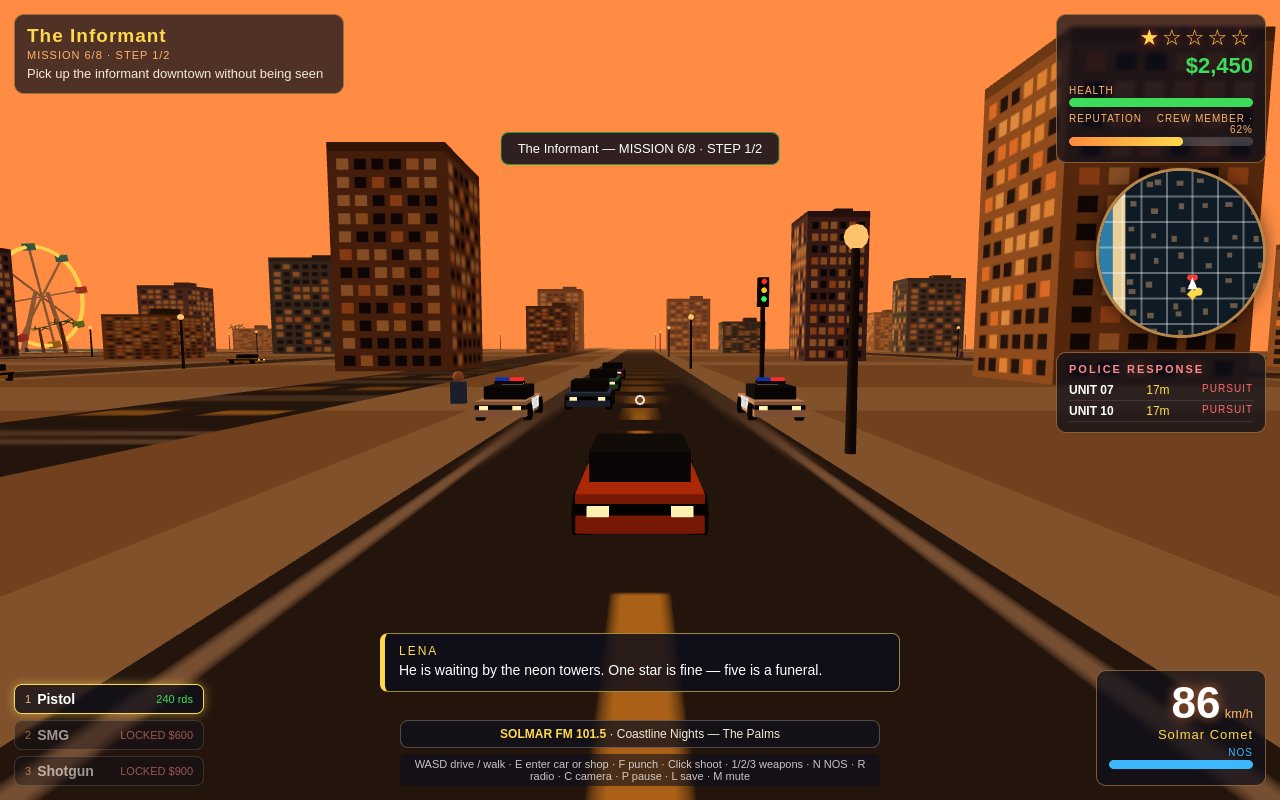 The Informant
MISSION 6/8 · STEP 1/2
Pick up the informant downtown without being seen
★☆☆☆☆
$2,450
HEALTH
REPUTATION CREW MEMBER ·
62%
The Informant — MISSION 6/8 · STEP 1/2
POLICE RESPONSE
UNIT 07 17m PURSUIT
UNIT 10 17m PURSUIT
LENA
He is waiting by the neon towers. One star is fine — five is a funeral.
1 Pistol 240 rds
2 SMG LOCKED $600
3 Shotgun LOCKED $900
SOLMAR FM 101.5 · Coastline Nights — The Palms
WASD drive / walk · E enter car or shop · F punch · Click shoot · 1/2/3 weapons · N NOS · R
radio · C camera · P pause · L save · M mute
86 km/h
Solmar Comet
NOS